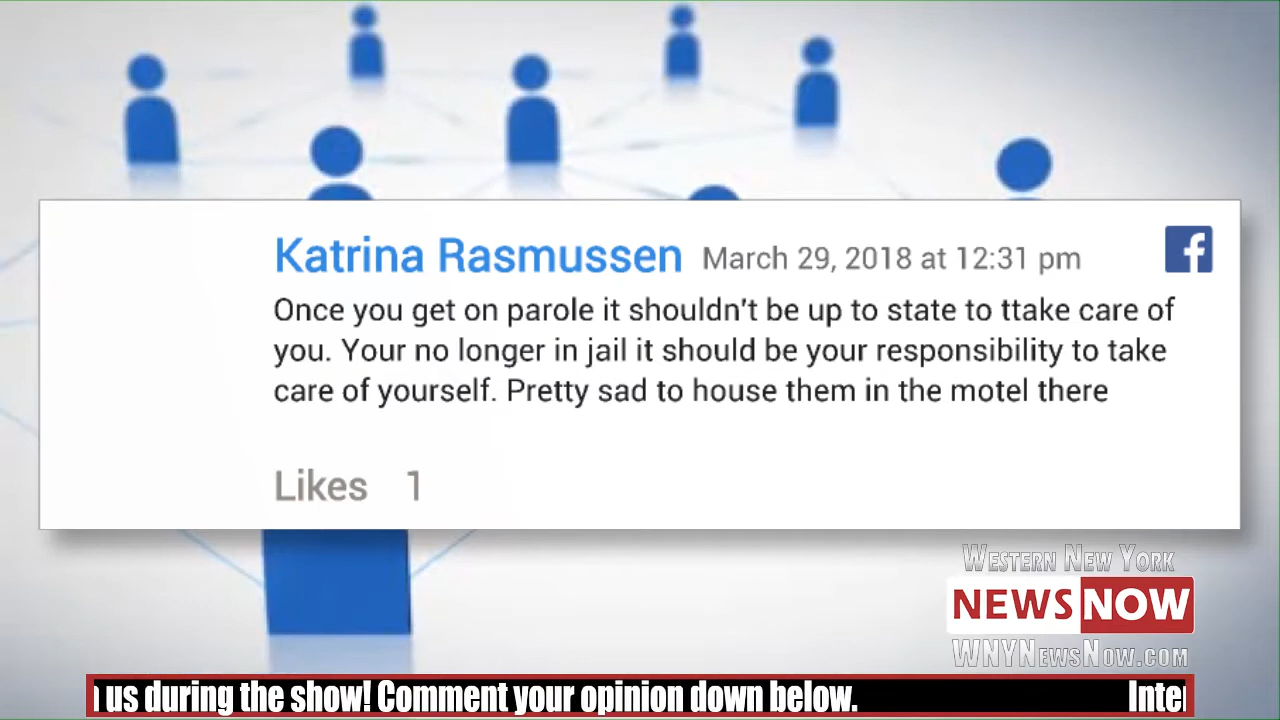 Katrina Rasmussen March 29, 2018 at 12:31 pm
Once you get on parole it shouldn't be up to state to ttake care of
you. Your no longer in jail it should be your responsibility to take
care of yourself. Pretty sad to house them in the motel there
Likes 1
WESTERN NEW YORK
NEWS NOW
WNYNEWSNOW.COM
us during the show! Comment your opinion down below.